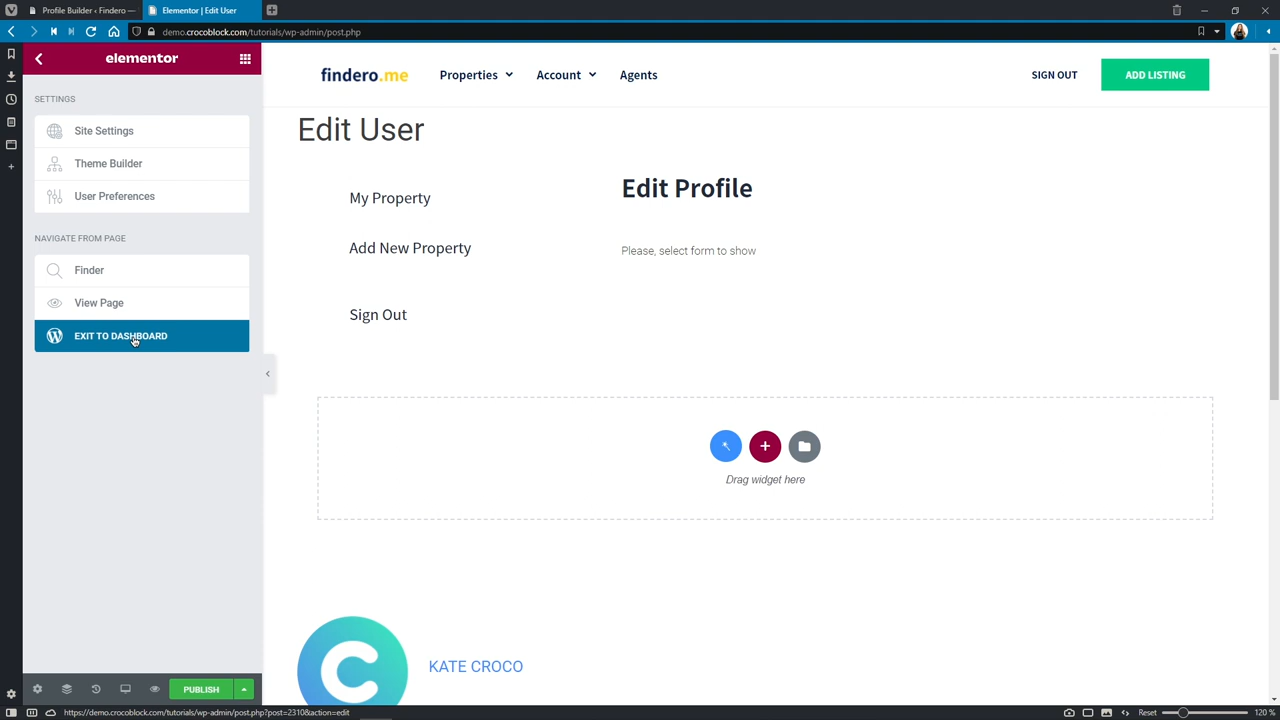 Profile Builder ‹ Findero —
Elementor | Edit User
demo.crocoblock.com/tutorials/wp-admin/post.php
elementor
SETTINGS
Site Settings
Theme Builder
User Preferences
NAVIGATE FROM PAGE
Finder
View Page
EXIT TO DASHBOARD
PUBLISH
findero.me
Properties
Account
Agents
SIGN OUT
ADD LISTING
Edit User
My Property
Add New Property
Sign Out
Edit Profile
Please, select form to show
Drag widget here
KATE CROCO
https://demo.crocoblock.com/tutorials/wp-admin/post.php?post=2310&action=edit
Reset
120 %